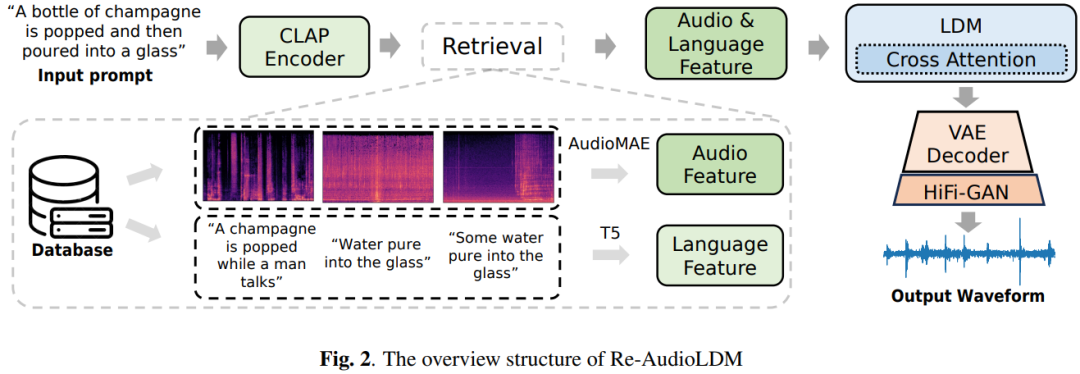 “A bottle of champagne
is popped and then
poured into a glass”
Input prompt
CLAP
Encoder
Retrieval
Audio &
Language
Feature
LDM
Cross Attention
Database
AudioMAE
Audio
Feature
“A champagne
is popped
while a man
talks”
“Water pure
into the glass”
“Some water
pure into the
glass”
T5
Language
Feature
VAE
Decoder
HiFi-GAN
Output Waveform
Fig. 2. The overview structure of Re-AudioLDM